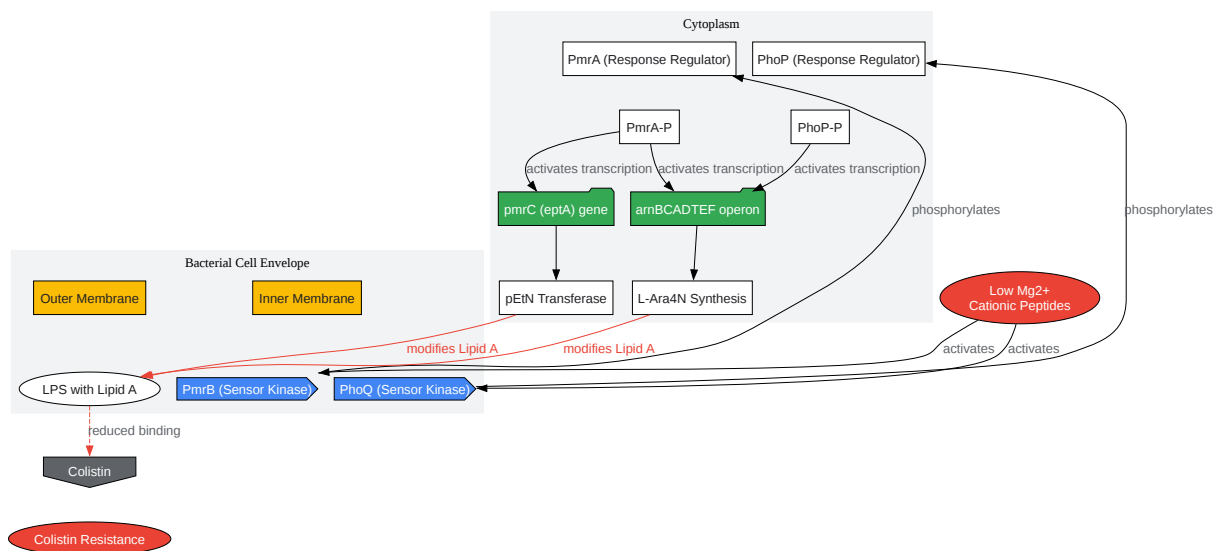 Cytoplasm
PmrA (Response Regulator)
PhoP (Response Regulator)
PmrA-P
PhoP-P
activates transcription
activates transcription
activates transcription
pmrC (eptA) gene
arnBCADTEF operon
phosphorylates
phosphorylates
Bacterial Cell Envelope
Outer Membrane
Inner Membrane
pEtN Transferase
L-Ara4N Synthesis
Low Mg2+
Cationic Peptides
modifies Lipid A
modifies Lipid A
activates
activates
LPS with Lipid A
PmrB (Sensor Kinase)
PhoQ (Sensor Kinase)
reduced binding
Colistin
Colistin Resistance